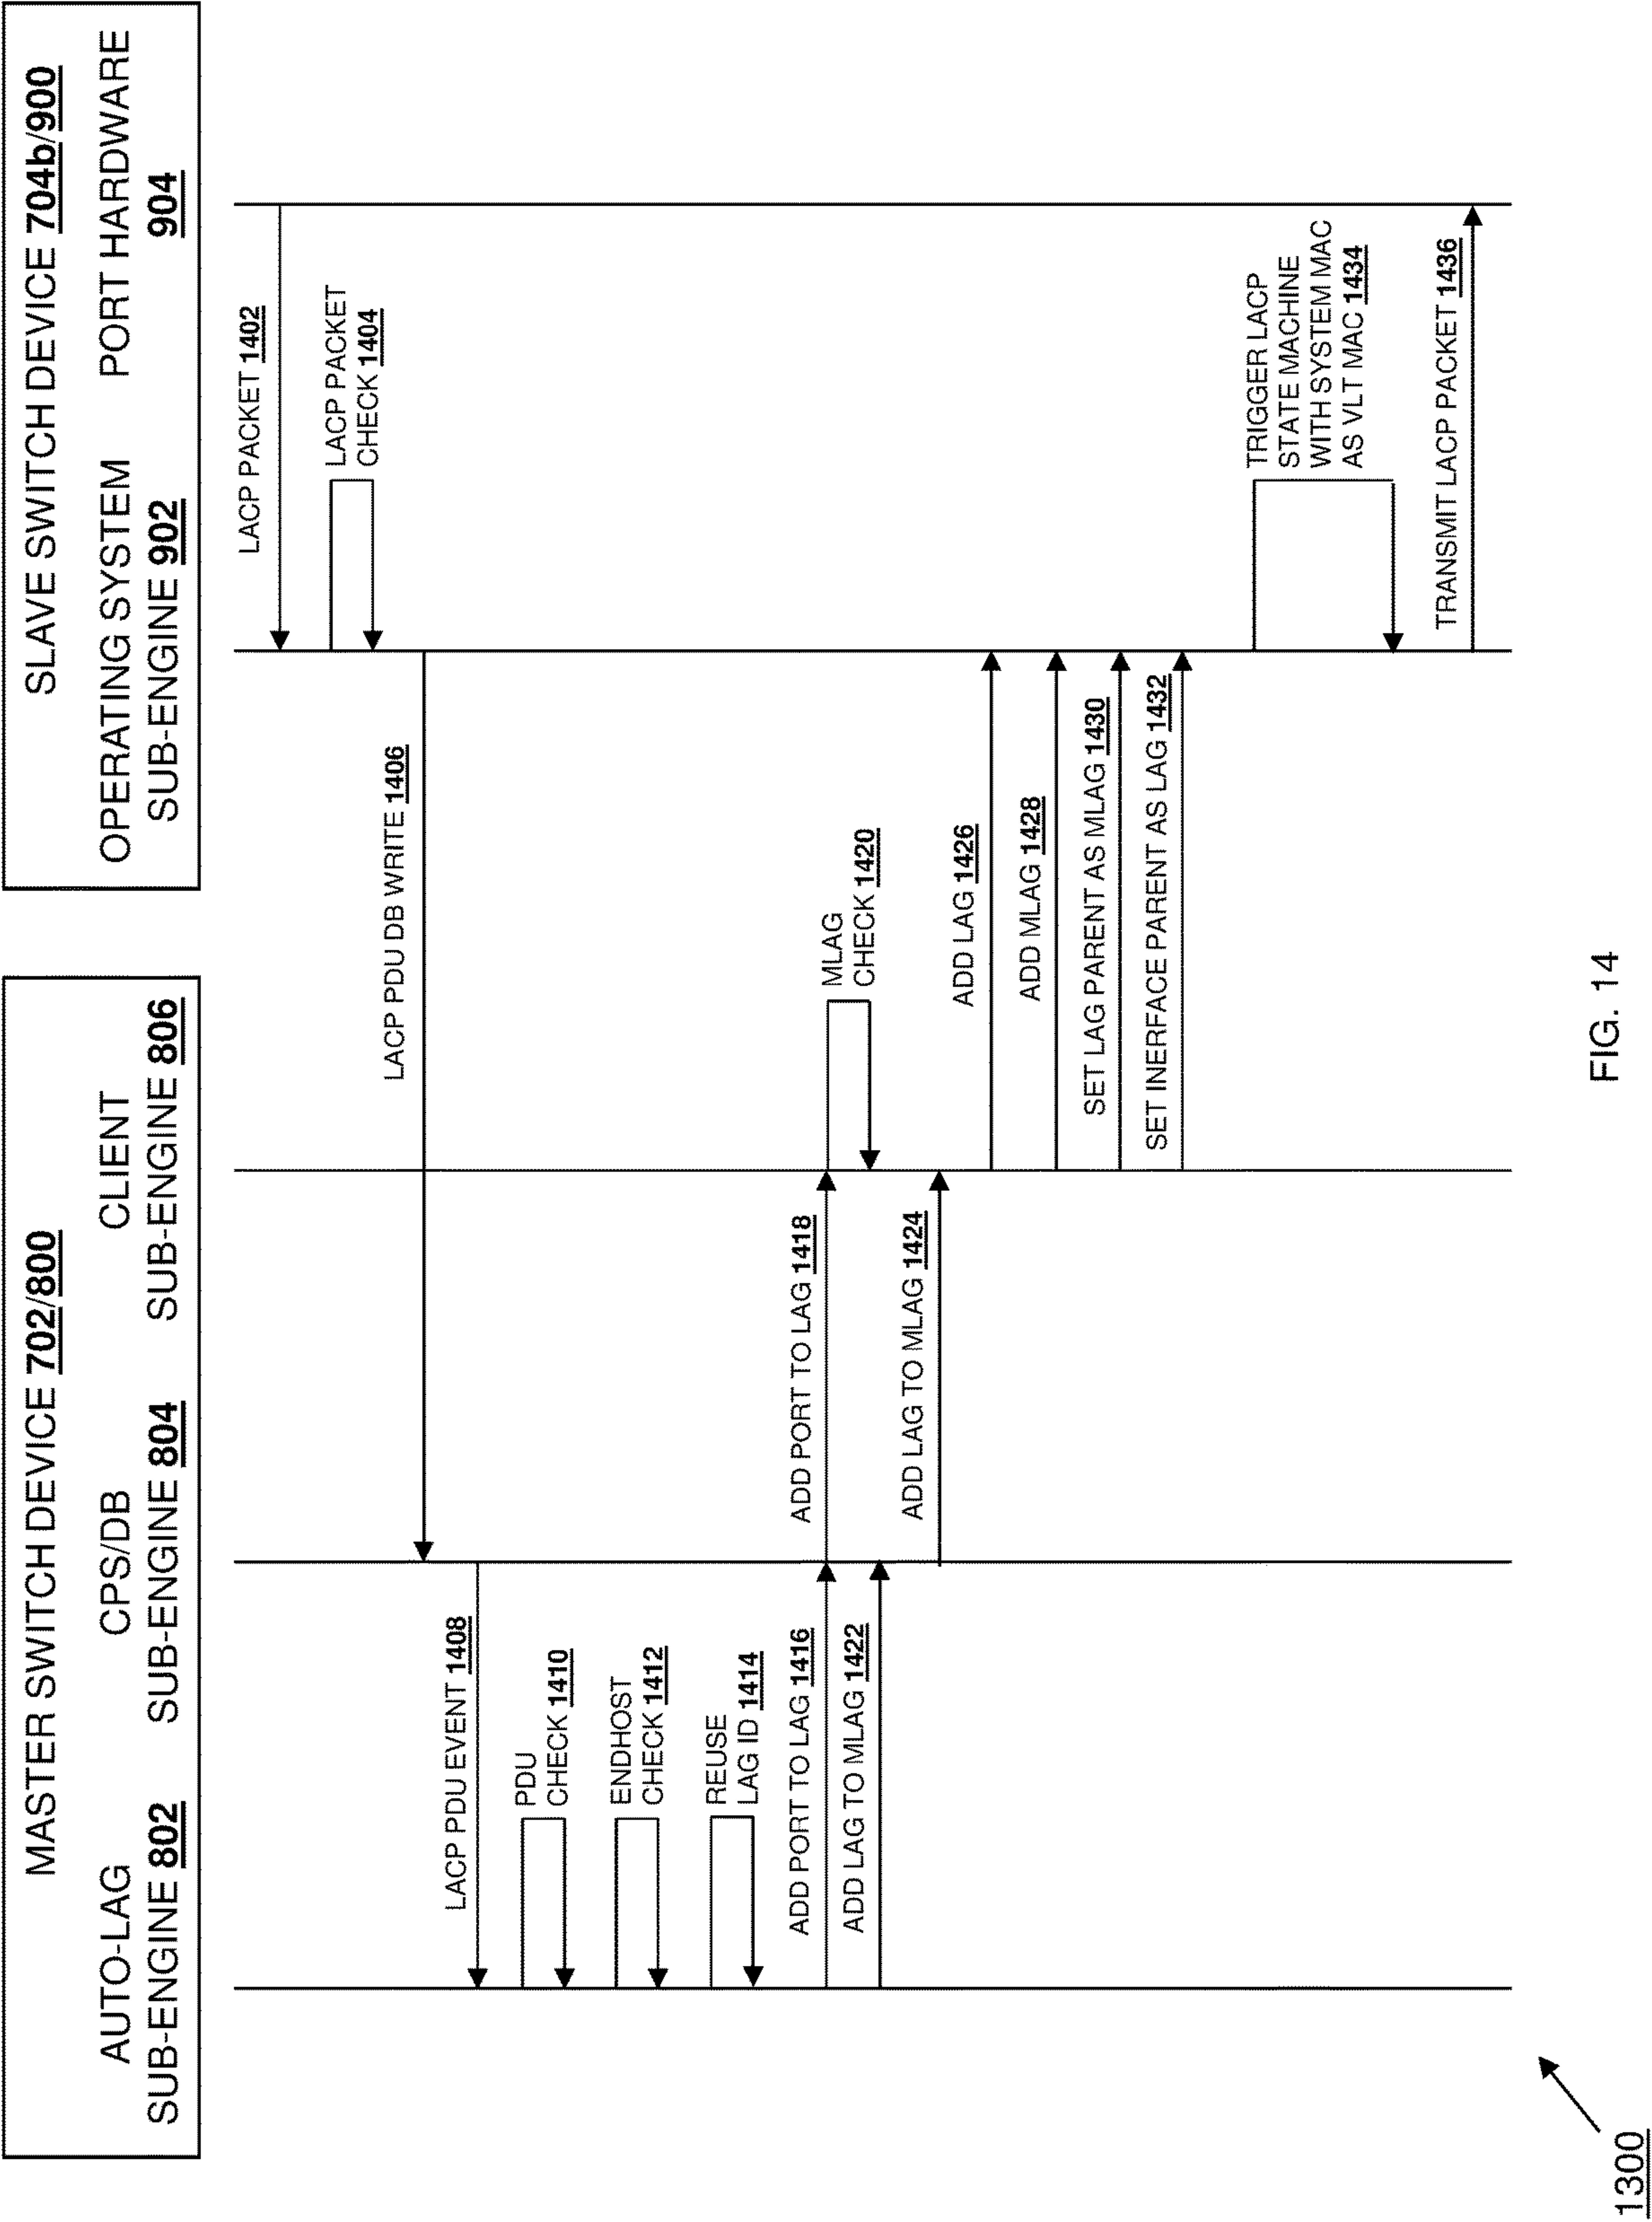 MASTER SWITCH DEVICE 702/800
AUTO-LAG
SUB-ENGINE 802
CPS/DB
SUB-ENGINE 804
CLIENT
SUB-ENGINE 806
SLAVE SWITCH DEVICE 704b/900
OPERATING SYSTEM
SUB-ENGINE 902
PORT HARDWARE
904
LACP PACKET 1402
LACP PACKET
CHECK 1404
LACP PDU DB WRITE 1406
LACP PDU EVENT 1408
PDU
CHECK 1410
ENDHOST
CHECK 1412
REUSE
LAG ID 1414
ADD PORT TO LAG 1416
ADD PORT TO LAG 1418
MLAG
CHECK 1420
ADD LAG TO MLAG 1422
ADD LAG TO MLAG 1424
ADD LAG 1426
ADD MLAG 1428
SET LAG PARENT AS MLAG 1430
SET INERFACE PARENT AS LAG 1432
TRIGGER LACP
STATE MACHINE
WITH SYSTEM MAC
AS VLT MAC 1434
TRANSMIT LACP PACKET 1436
1300
FIG. 14